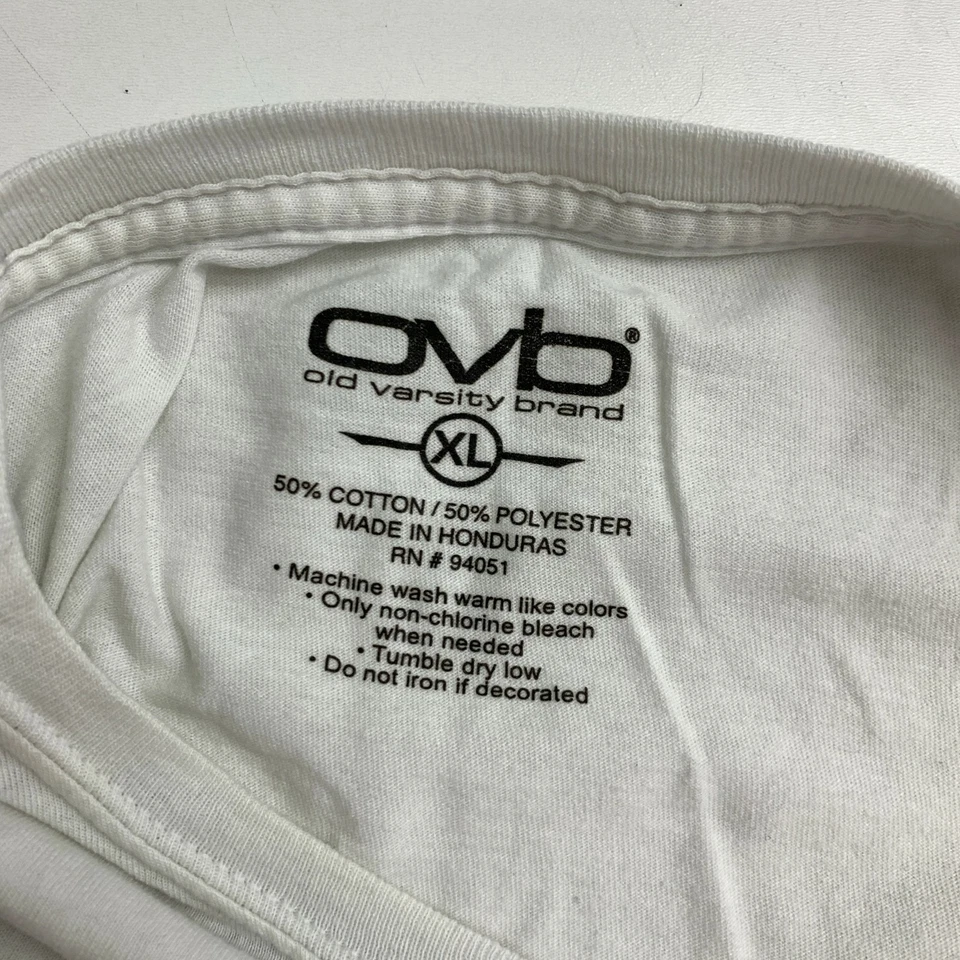 ovb®
old varsity brand
XL
50% COTTON / 50% POLYESTER
MADE IN HONDURAS
RN # 94051
• Machine wash warm like colors
• Only non-chlorine bleach
when needed
• Tumble dry low
• Do not iron if decorated